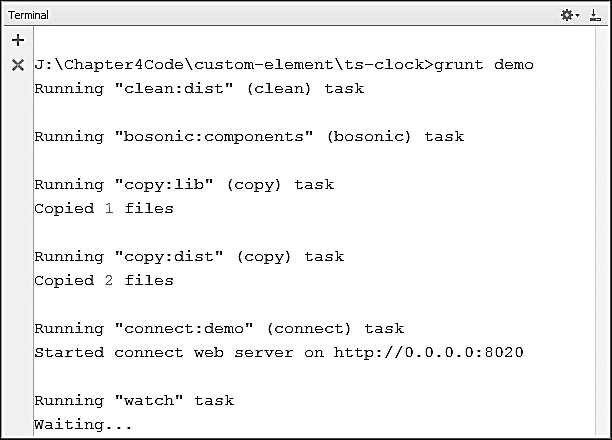 Terminal
J:\Chapter4Code\custom-element\ts-clock>grunt demo
Running "clean:dist" (clean) task
Running "bosonic:components" (bosonic) task
Running "copy:lib" (copy) task
Copied 1 files
Running "copy:dist" (copy) task
Copied 2 files
Running "connect:demo" (connect) task
Started connect web server on http://0.0.0.0:8020
Running "watch" task
Waiting...